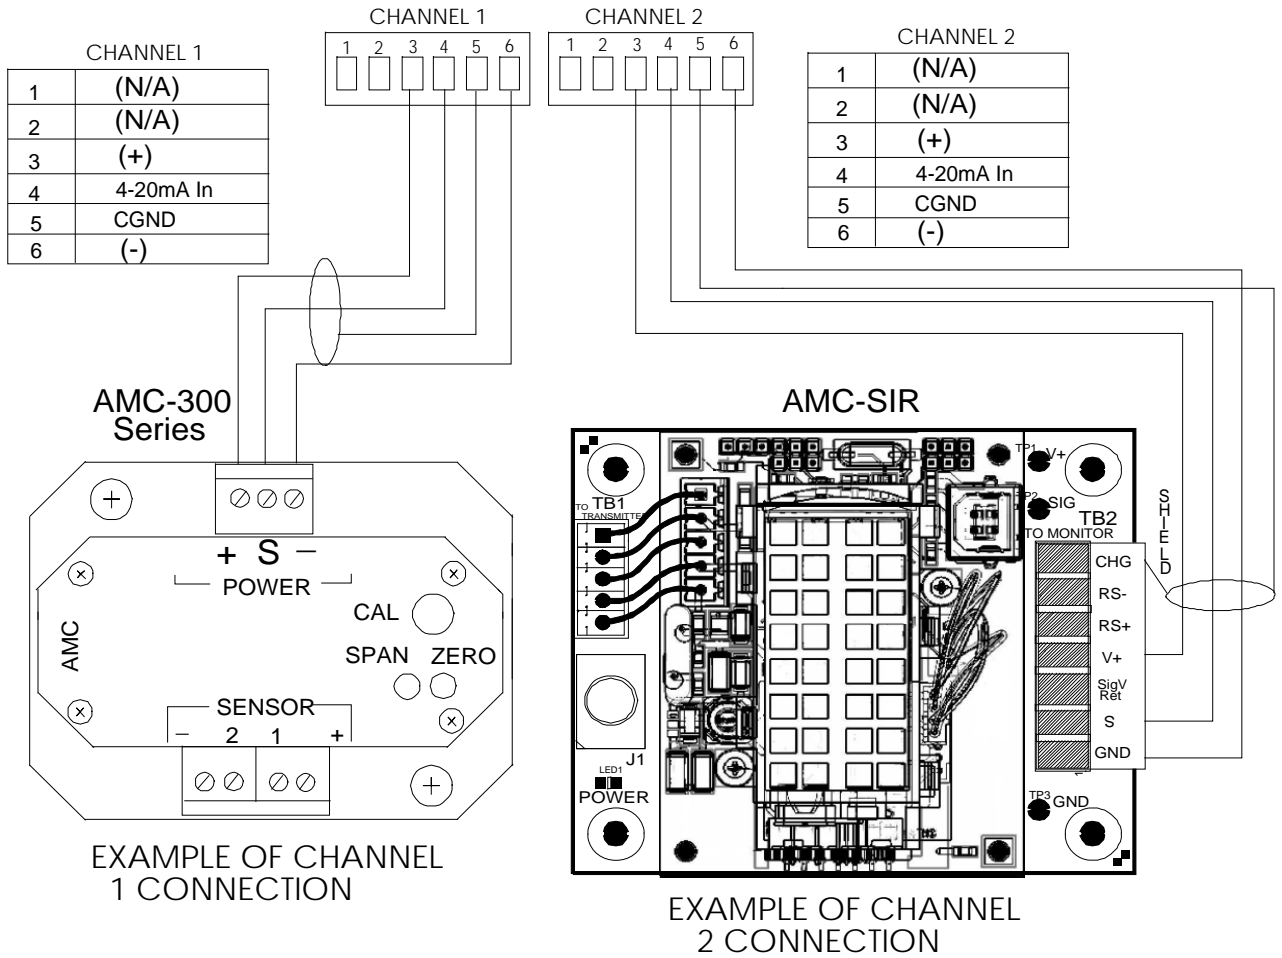 CHANNEL 1
CHANNEL 2
1 2 3 4 5 6
1 2 3 4 5 6
CHANNEL 1
1 (N/A)
2 (N/A)
3 (+)
4 4-20mA In
5 CGND
6 (-)
CHANNEL 2
1 (N/A)
2 (N/A)
3 (+)
4 4-20mA In
5 CGND
6 (-)
AMC-300
Series
+ S −
POWER
CAL
SPAN ZERO
AMC
SENSOR
− 2 1 +
EXAMPLE OF CHANNEL
1 CONNECTION
AMC-SIR
TB1
TO TRANSMITTER
J1
LED1
POWER
TP1 V+
TP2 SIG
TB2
TO MONITOR
SHIELD
CHG
RS-
RS+
V+
SigV
Ret
S
GND
TP3 GND
EXAMPLE OF CHANNEL
2 CONNECTION